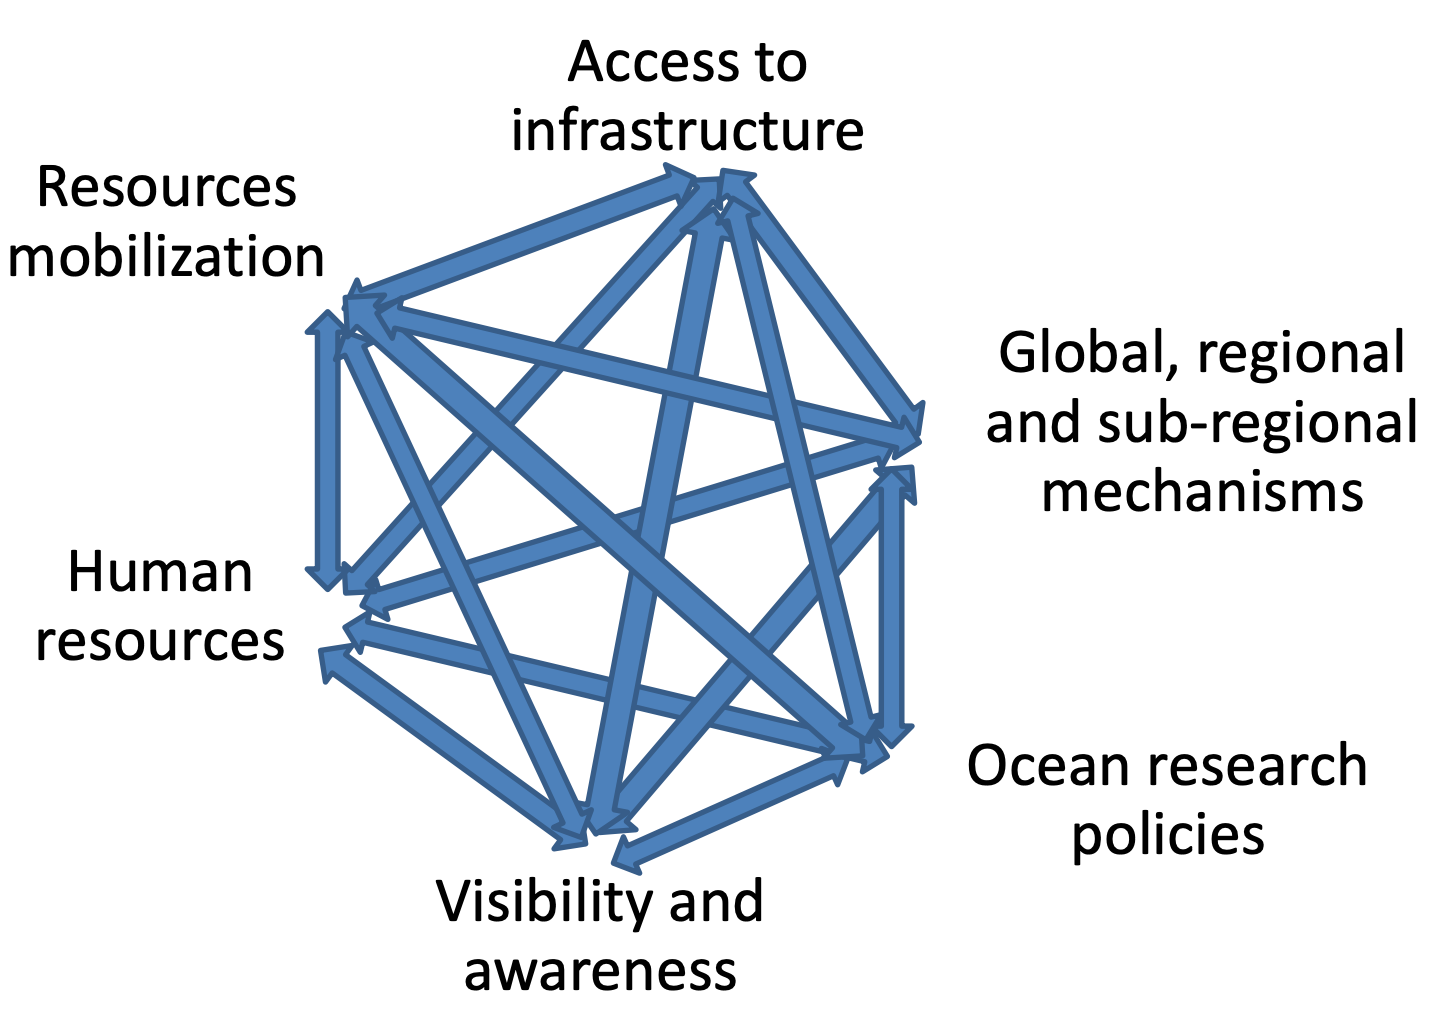 Access to
infrastructure
Resources
mobilization
Global, regional
and sub-regional
mechanisms
Human
resources
Ocean research
policies
Visibility and
awareness